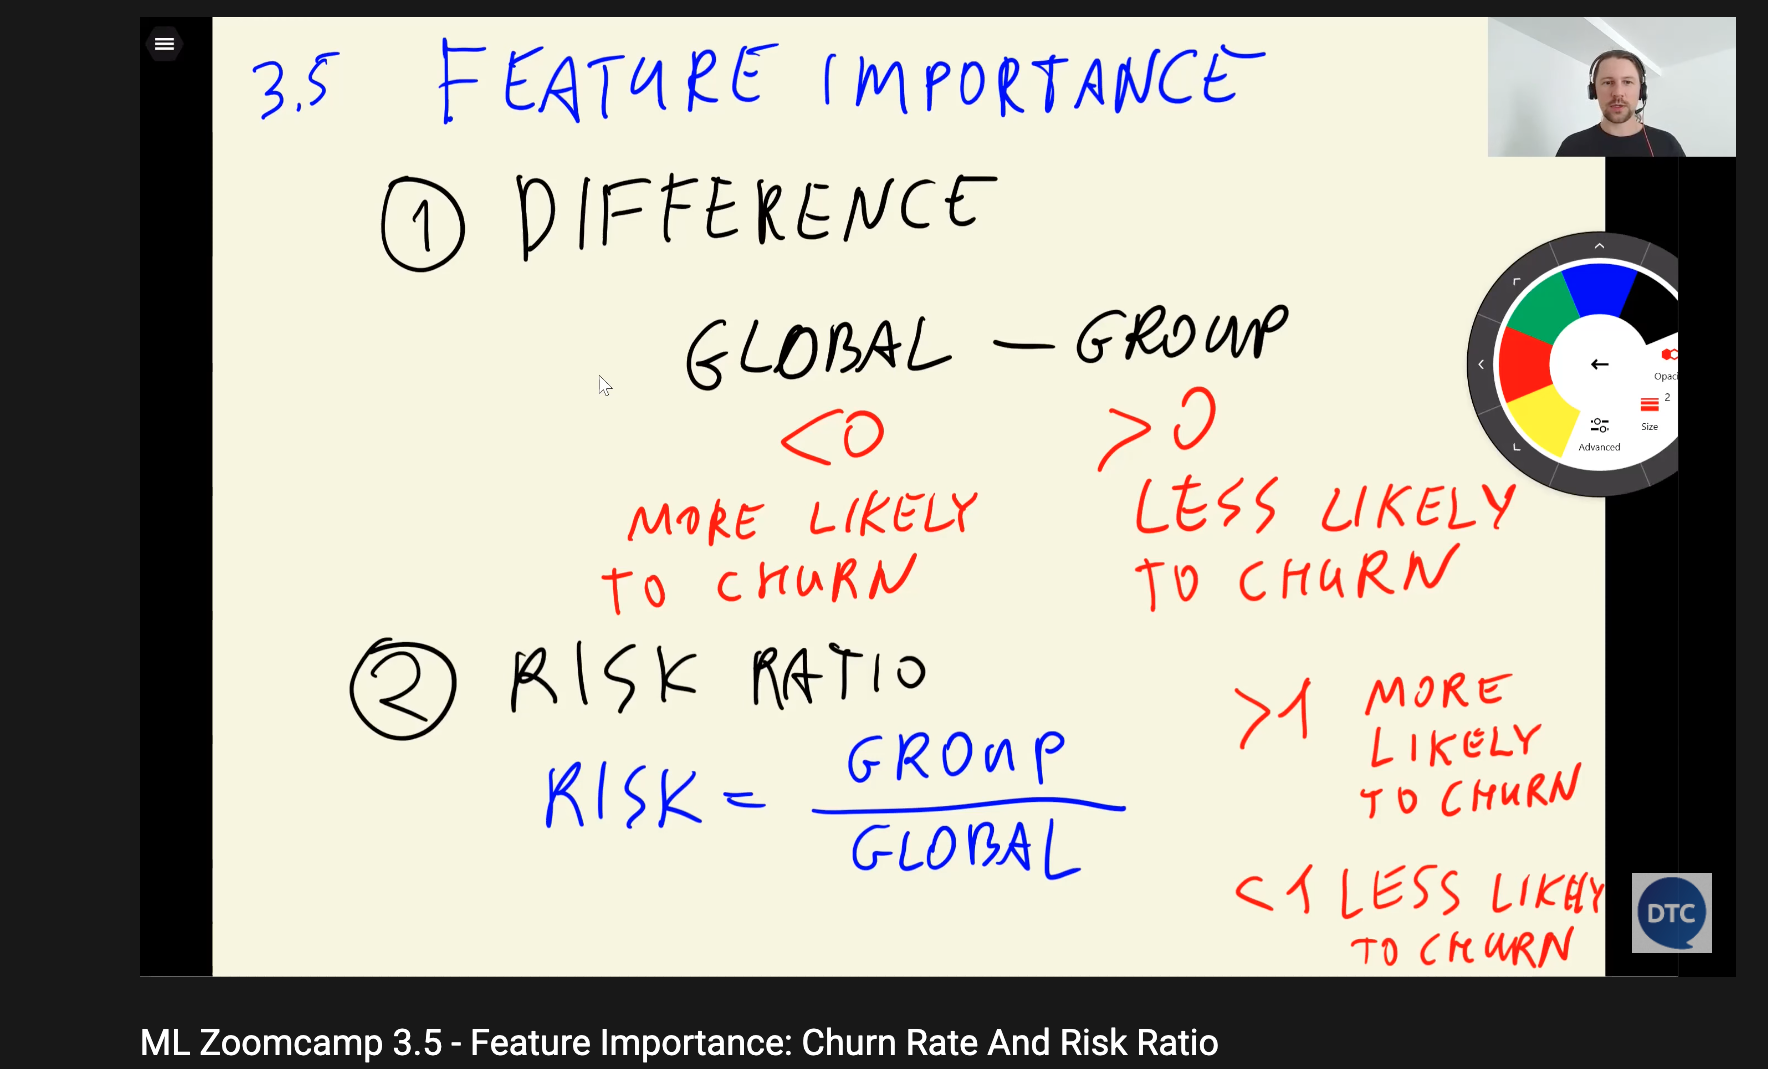 3.5 FEATURE IMPORTANCE
1 DIFFERENCE
GLOBAL - GROUP
<0 >0
MORE LIKELY
TO CHURN
LESS LIKELY
TO CHURN
2 RISK RATIO
RISK = GROUP
GLOBAL
>1 MORE
LIKELY
TO CHURN
<1 LESS LIKELY
TO CHURN
Opaci
2
Size
Advanced
DTC
ML Zoomcamp 3.5 - Feature Importance: Churn Rate And Risk Ratio